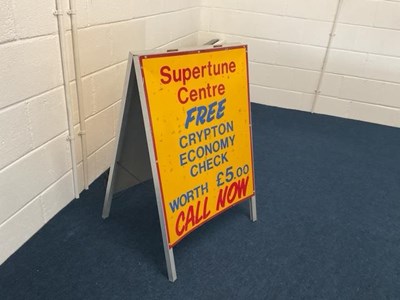 Supertune
Centre
FREE
CRYPTON
ECONOMY
CHECK
WORTH £5.00
CALL NOW